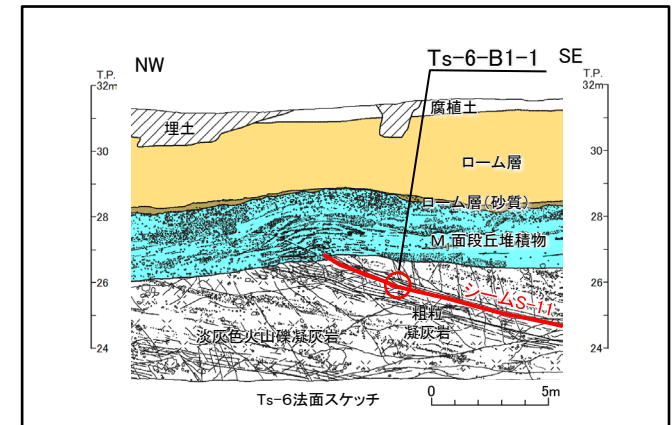 Ts-6-B1-1
NW
SE
T.P.
T.P.
32m
32m
腐植土
埋土
ローム層
30
30
ローム層(砂質)
28
28
M₁面段丘堆積物
26
26
シームS-11
粗粒
凝灰岩
淡灰色火山礫凝灰岩
24
24
Ts-6法面スケッチ
0
5m